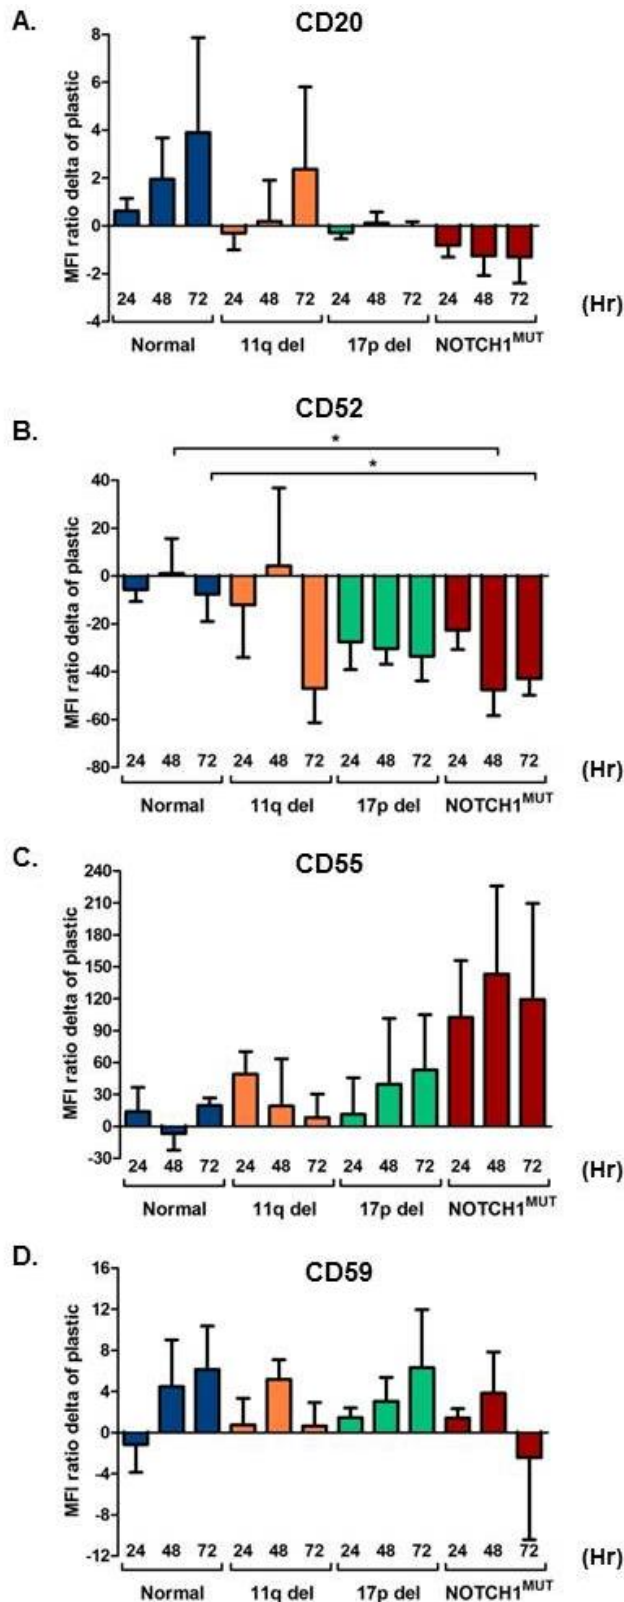 A.
CD20
MFI ratio delta of plastic
8
6
4
2
0
-2
-4
24 48 72 24 48 72 24 48 72 24 48 72 (Hr)
Normal 11q del 17p del NOTCH1MUT
B.
CD52
* 
*
MFI ratio delta of plastic
40
20
0
-20
-40
-60
-80
24 48 72 24 48 72 24 48 72 24 48 72 (Hr)
Normal 11q del 17p del NOTCH1MUT
C.
CD55
MFI ratio delta of plastic
240
210
180
150
120
90
60
30
0
-30
24 48 72 24 48 72 24 48 72 24 48 72 (Hr)
Normal 11q del 17p del NOTCH1MUT
D.
CD59
MFI ratio delta of plastic
16
12
8
4
0
-4
-8
-12
24 48 72 24 48 72 24 48 72 24 48 72 (Hr)
Normal 11q del 17p del NOTCH1MUT